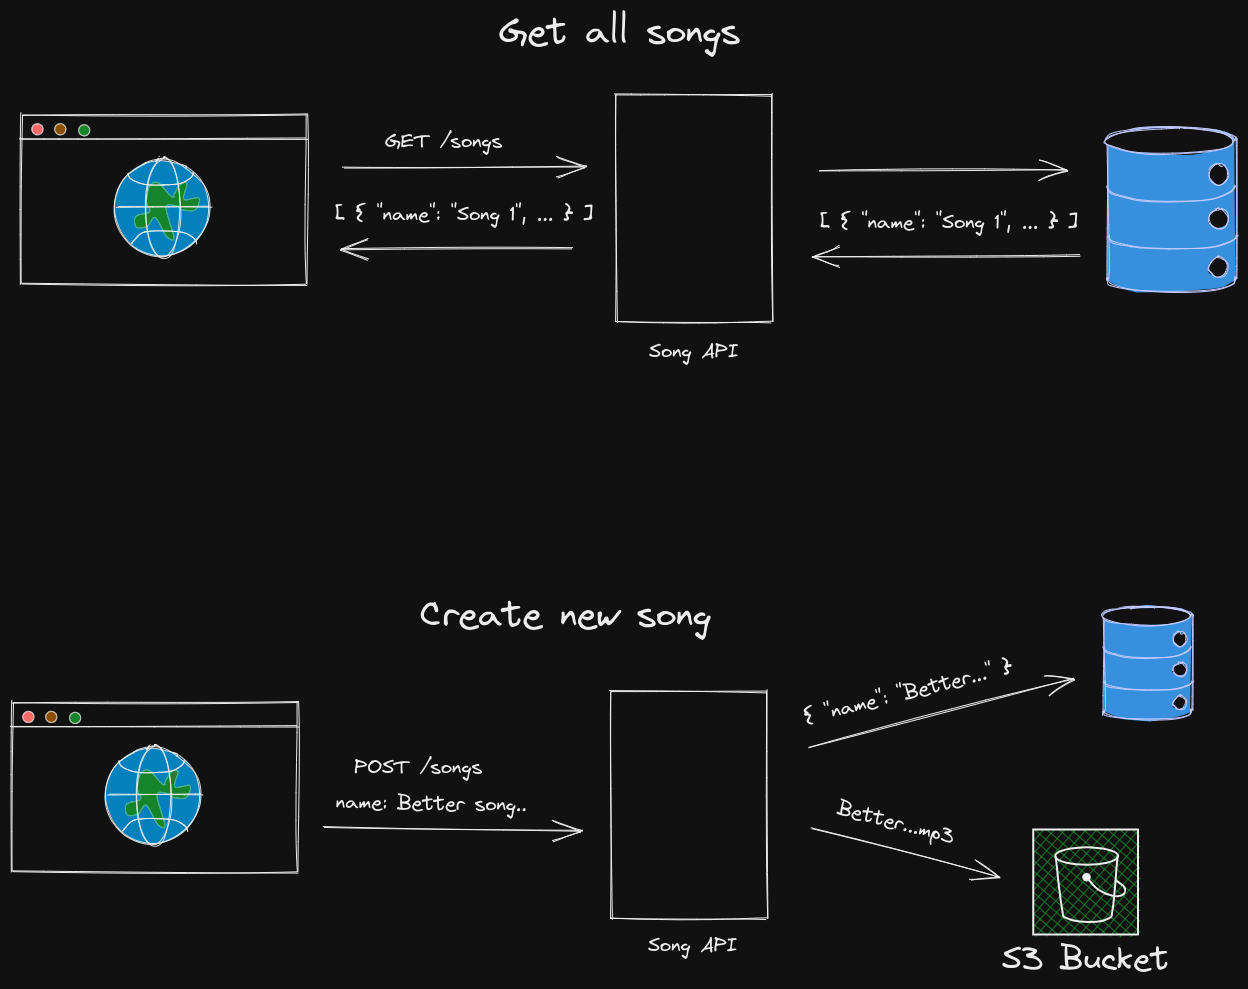 Get all songs
GET /songs
[ { "name": "Song 1", ... } ]
[ { "name": "Song 1", ... } ]
Song API
Create new song
POST /songs
name: Better song..
{ "name": "Better..." }
Better...mp3
Song API
S3 Bucket